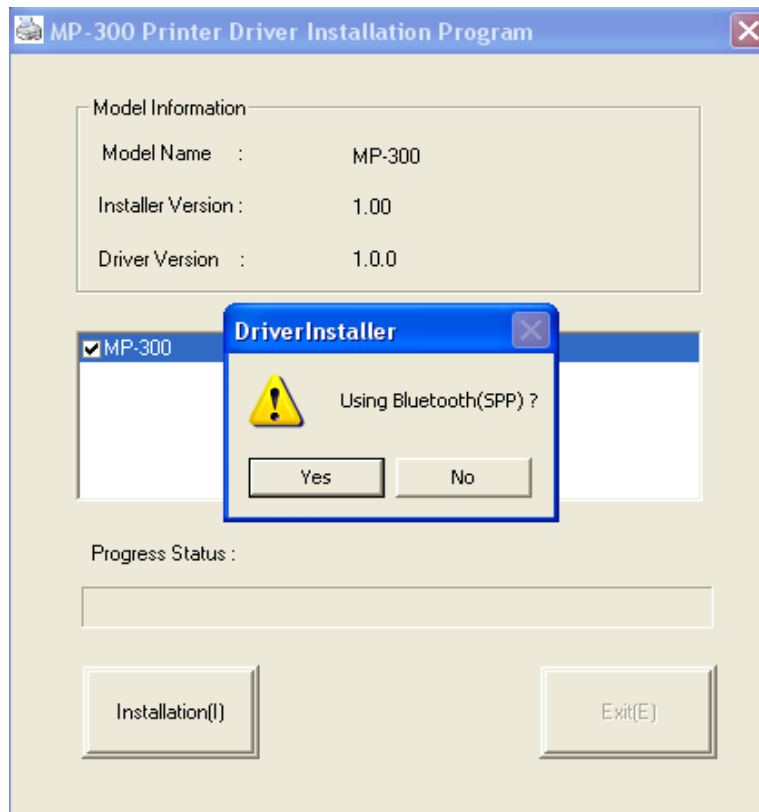 MP-300 Printer Driver Installation Program
Model Information
Model Name : MP-300
Installer Version : 1.00
Driver Version : 1.0.0
MP-300
DriverInstaller
Using Bluetooth(SPP) ?
Yes No
Progress Status :
Installation(I) Exit(E)